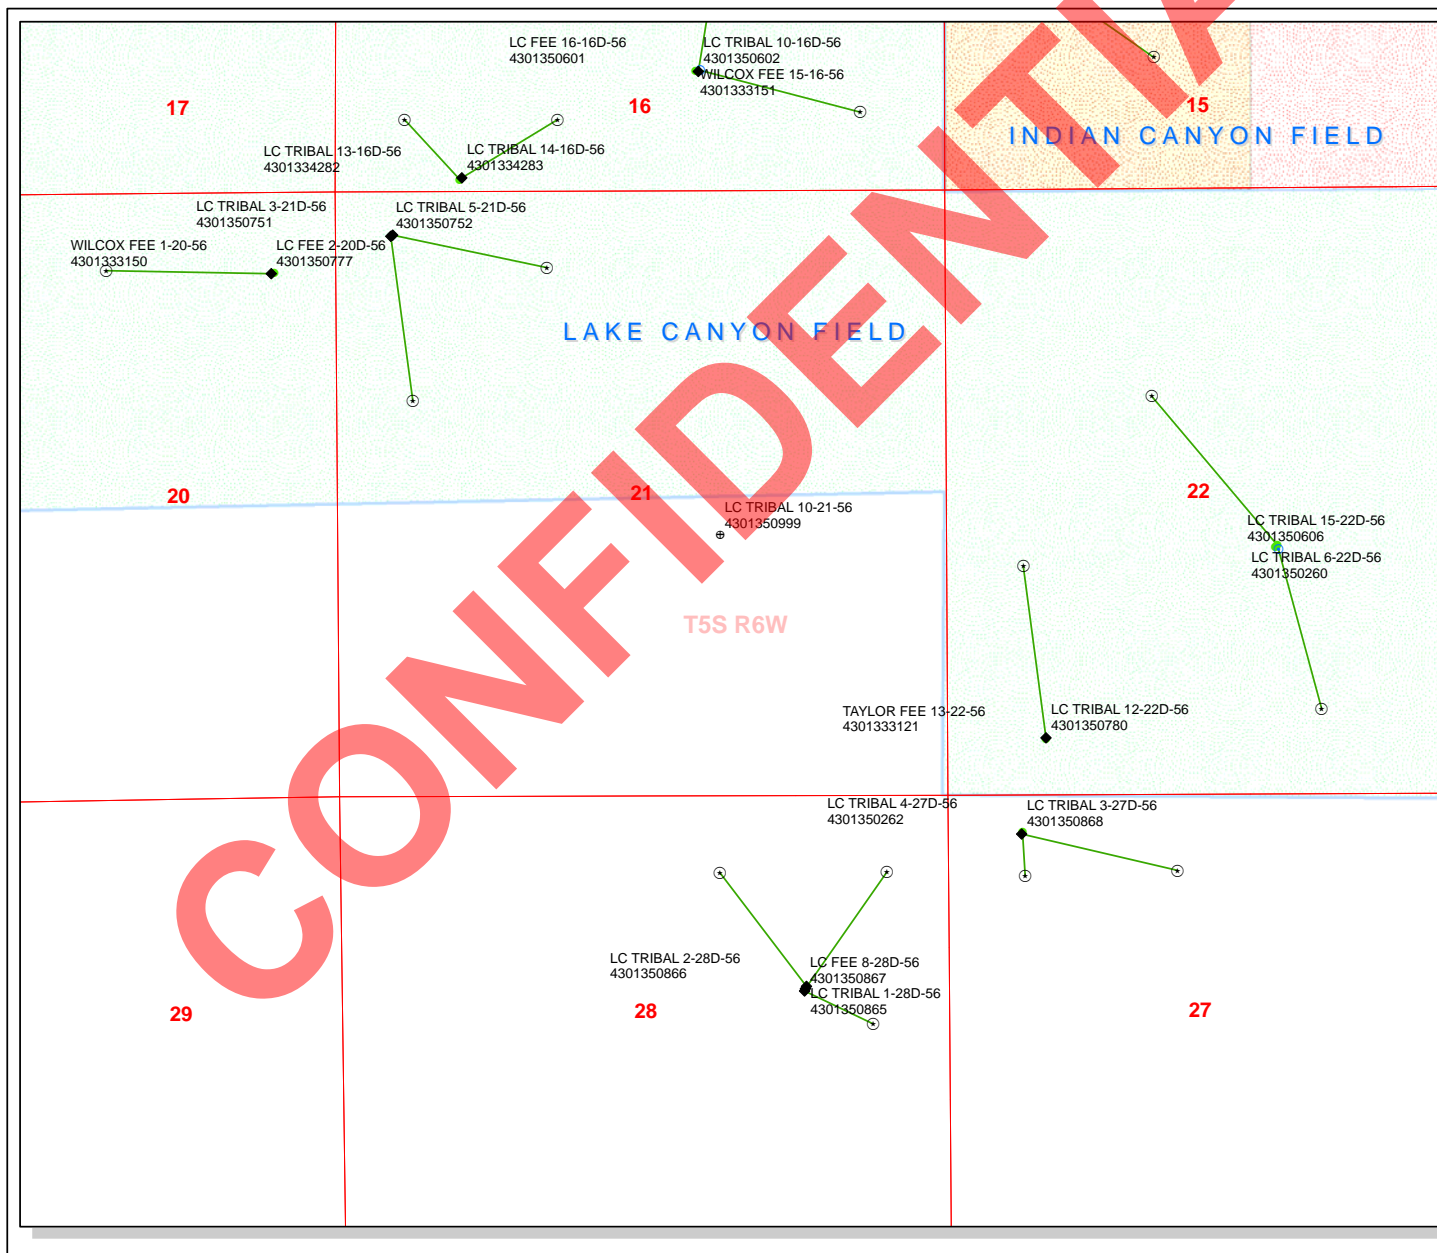 LC FEE 16-16D-56
4301350601
LC TRIBAL 10-16D-56
4301350602
WILCOX FEE 15-16-56
4301333151
17
16
15
INDIAN CANYON FIELD
LC TRIBAL 13-16D-56
4301334282
LC TRIBAL 14-16D-56
4301334283
LC TRIBAL 3-21D-56
4301350751
LC TRIBAL 5-21D-56
4301350752
WILCOX FEE 1-20-56
4301333150
LC FEE 2-20D-56
4301350777
LAKE CANYON FIELD
20
21
22
LC TRIBAL 10-21-56
4301350999
LC TRIBAL 15-22D-56
4301350606
LC TRIBAL 6-22D-56
4301350260
T5S R6W
TAYLOR FEE 13-22-56
4301333121
LC TRIBAL 12-22D-56
4301350780
LC TRIBAL 4-27D-56
4301350262
LC TRIBAL 3-27D-56
4301350868
LC TRIBAL 2-28D-56
4301350866
LC FEE 8-28D-56
4301350867
LC TRIBAL 1-28D-56
4301350865
29
28
27
CONFIDENTIA